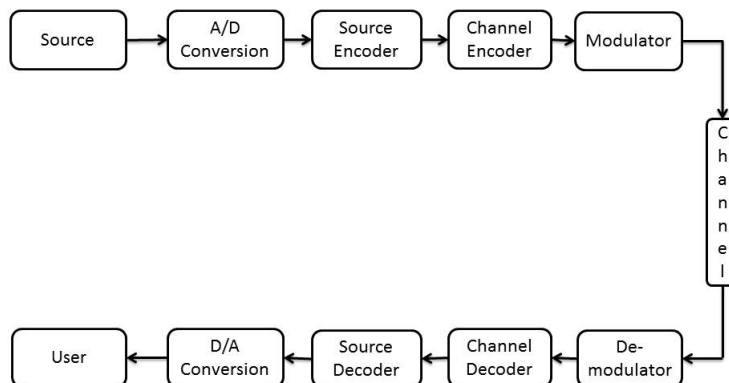 Source
A/D
Conversion
Source
Encoder
Channel
Encoder
Modulator
C
h
a
n
n
e
l
User
D/A
Conversion
Source
Decoder
Channel
Decoder
De-
modulator